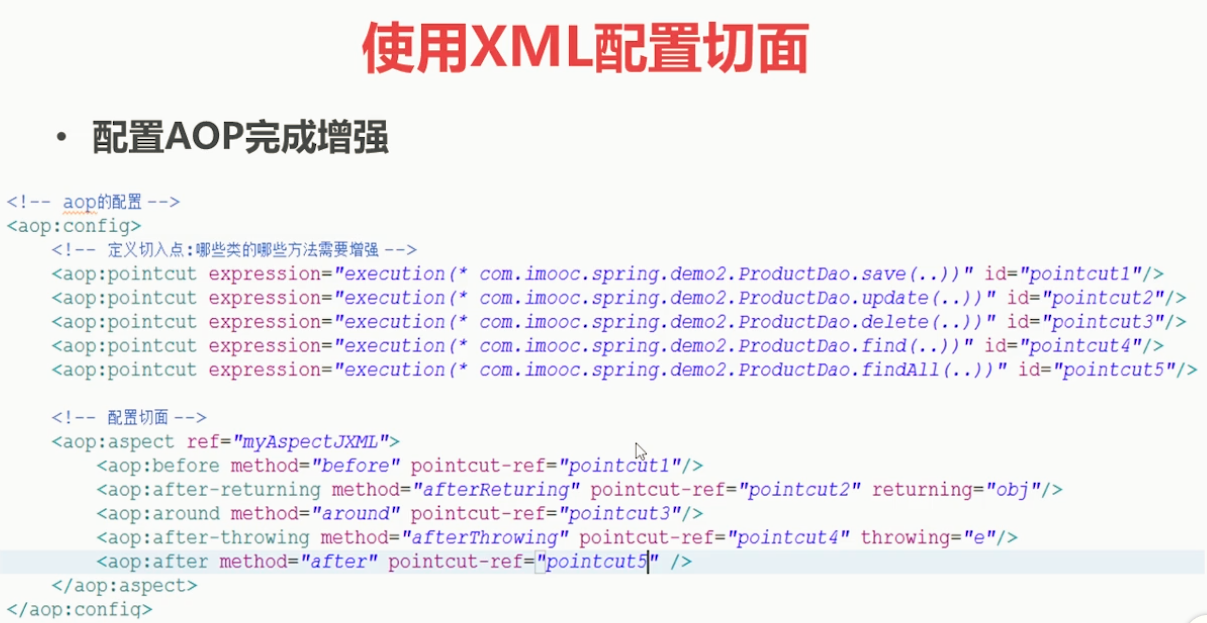 使用XML配置切面
• 配置AOP完成增强
<!-- aop的配置 -->
<aop:config>
<!-- 定义切入点:哪些类的哪些方法需要增强 -->
<aop:pointcut expression="execution(* com.imooc.spring.demo2.ProductDao.save(..))" id="pointcut1"/>
<aop:pointcut expression="execution(* com.imooc.spring.demo2.ProductDao.update(..))" id="pointcut2"/>
<aop:pointcut expression="execution(* com.imooc.spring.demo2.ProductDao.delete(..))" id="pointcut3"/>
<aop:pointcut expression="execution(* com.imooc.spring.demo2.ProductDao.find(..))" id="pointcut4"/>
<aop:pointcut expression="execution(* com.imooc.spring.demo2.ProductDao.findAll(..))" id="pointcut5"/>
<!-- 配置切面 -->
<aop:aspect ref="myAspectJXML">
<aop:before method="before" pointcut-ref="pointcut1"/>
<aop:after-returning method="afterReturing" pointcut-ref="pointcut2" returning="obj"/>
<aop:around method="around" pointcut-ref="pointcut3"/>
<aop:after-throwing method="afterThrowing" pointcut-ref="pointcut4" throwing="e"/>
<aop:after method="after" pointcut-ref="pointcut5" />
</aop:aspect>
</aop:config>